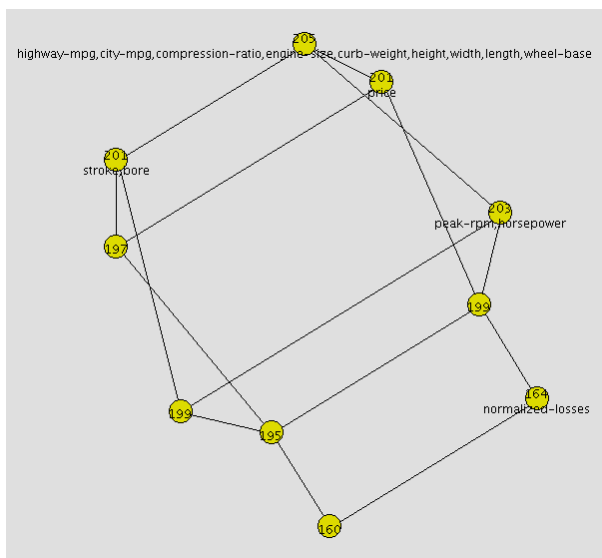 205
highway-mpg,city-mpg,compression-ratio,engine-size,curb-weight,height,width,length,wheel-base
201
price
201
stroke,bore
203
peak-rpm,horsepower
197
199
164
normalized-losses
199
195
160